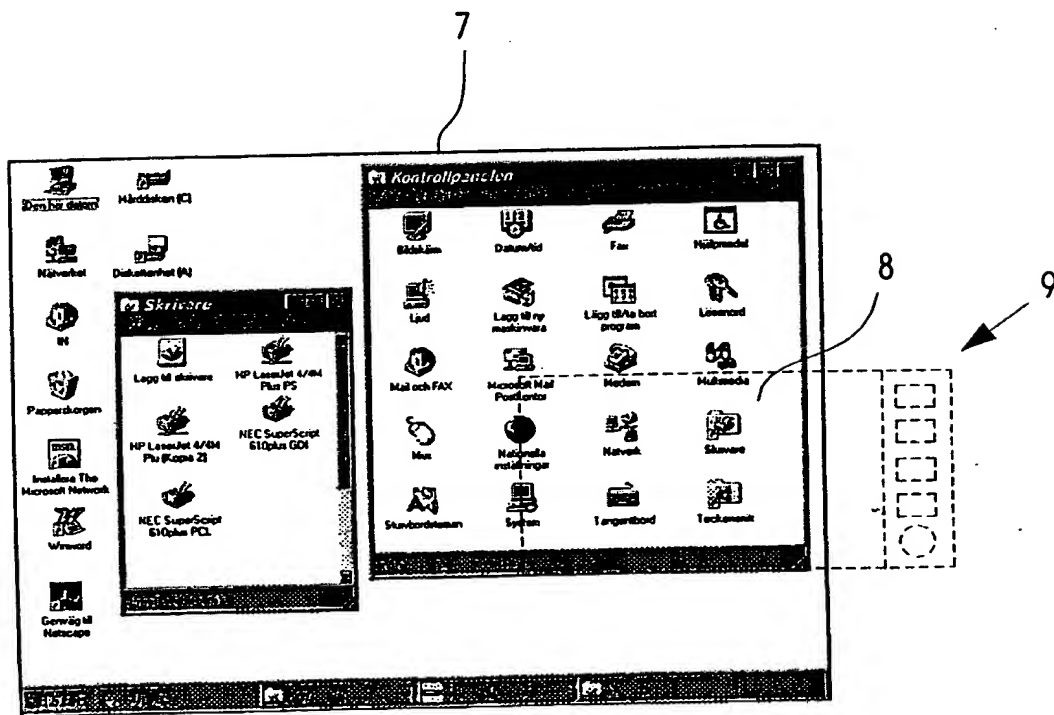 7
Den här datorn
Hårddisken (C)
Nätverket
Diskettenhet (A)
IN
Papperskorgen
Installera The
Microsoft Network
Winword
Genväg till
Netscape
Skrivare
Lägg till skrivare
HP LaserJet 4/4M
Plus PS
HP LaserJet 4/4M
Plu (Kopia 2)
NEC SuperScript
610plus GDI
NEC SuperScript
610plus PCL
Kontrollpanelen
Bildskärm
Datum/tid
Fax
Hjälpmedel
Ljud
Lägg till ny
maskinvara
Lägg till/ta bort
program
Lösenord
Mail och FAX
Microsoft Mail
Postkontor
Modem
Multimedia
Mus
Nationella
inställningar
Nätverk
Skrivare
System
Tangentbord
Teckensnitt
8
9